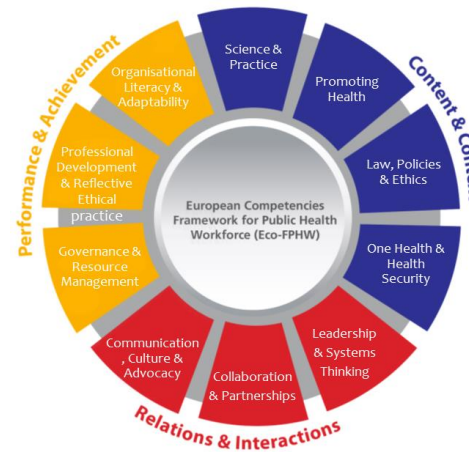 Performance & Achievement
Organisational
Literacy &
Adaptability
Science &
Practice
Promoting
Health
Content &
Law, Policies
& Ethics
One Health &
Health
Security
Leadership
& Systems
Thinking
Collaboration
& Partnerships
Communication
, Culture &
Advocacy
Governance &
Resource
Management
Professional
Development
& Reflective
Ethical
practice
European Competencies
Framework for Public Health
Workforce (Eco-FPHW)
Relations & Interactions